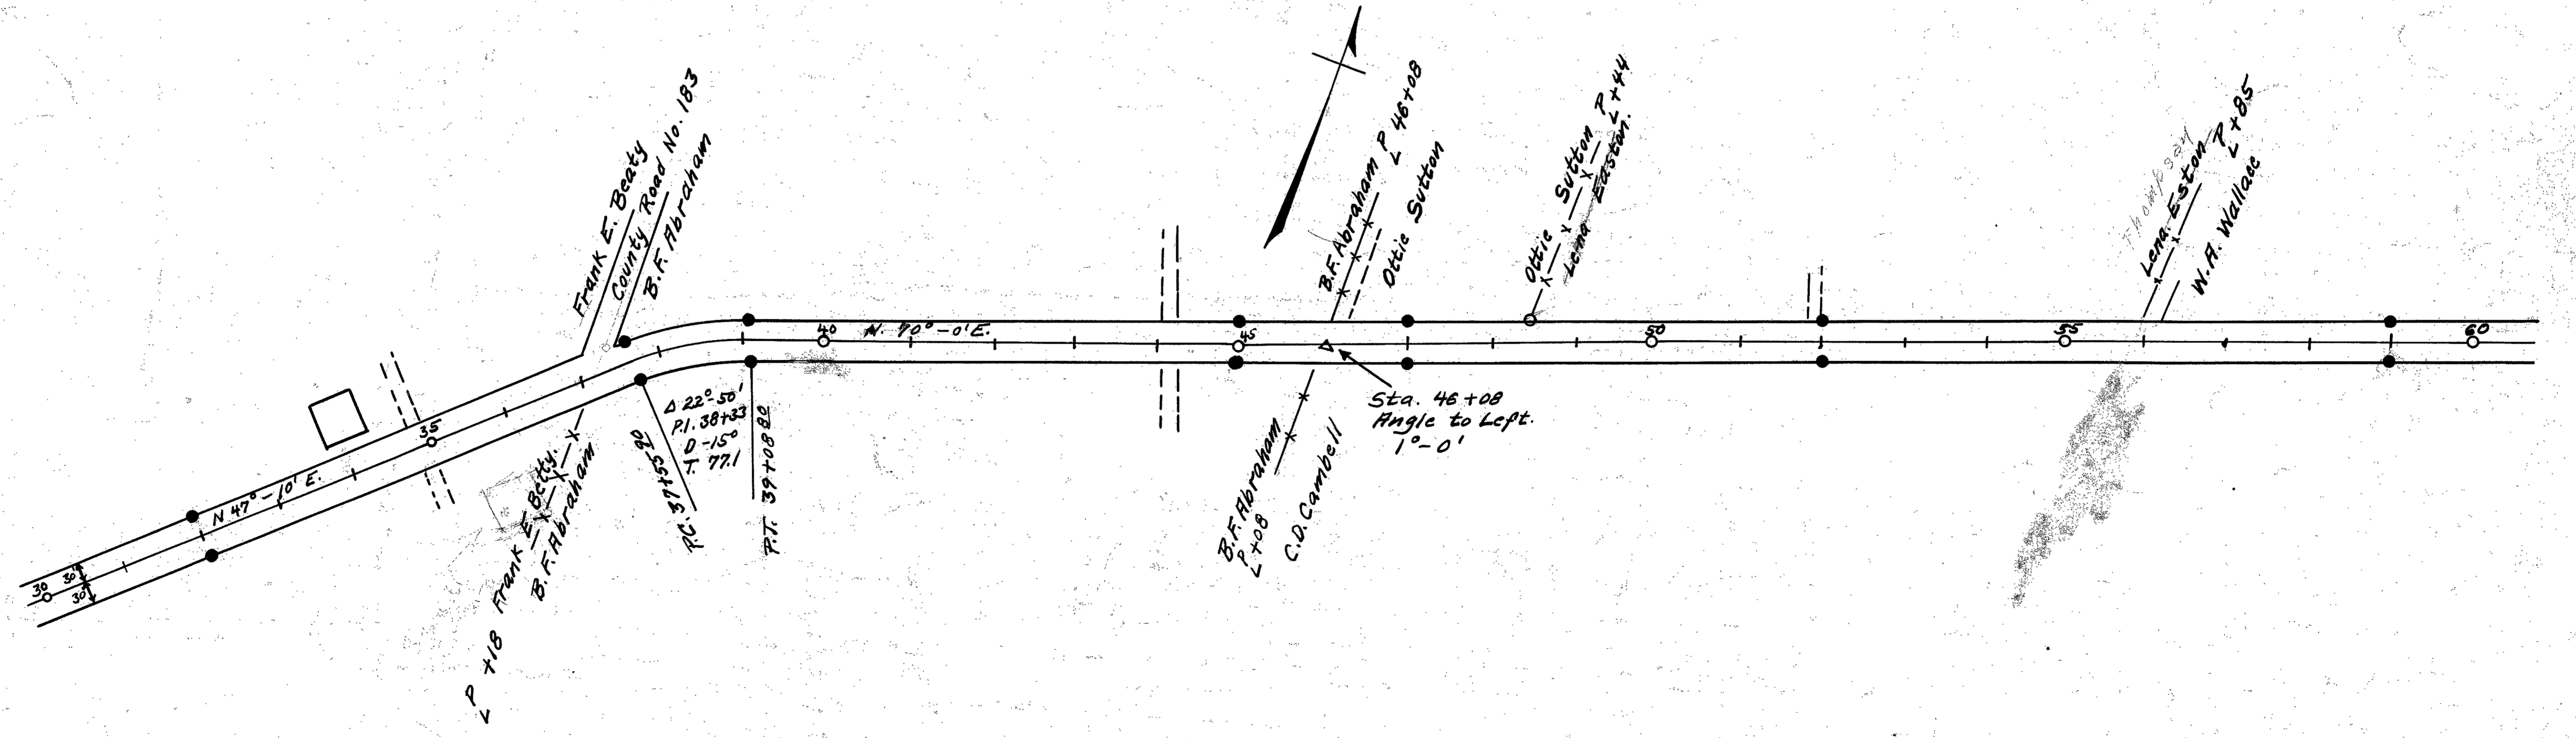 Frank E. Beaty
County Road No. 183
B.F. Abraham
B.F. Abraham P L 46+08
Ottie Sutton
Ottie Sutton P L +44
Lena Easton.
Thompson
Lena Eston P L +85
W.A. Wallace
40
N. 70°-0' E.
45
50
55
60
35
N 47°-10' E.
30
30'
30'
Δ 22°-50'
P.I. 38+33
D-15°
T. 77.1
P.C. 37+55.90
P.T. 39+08.80
P L +18 Frank E. Betty.
B.F. Abraham
Sta. 46+08
Angle to Left.
1°-0'
B.F. Abraham
P L +08
C.D. Cambell